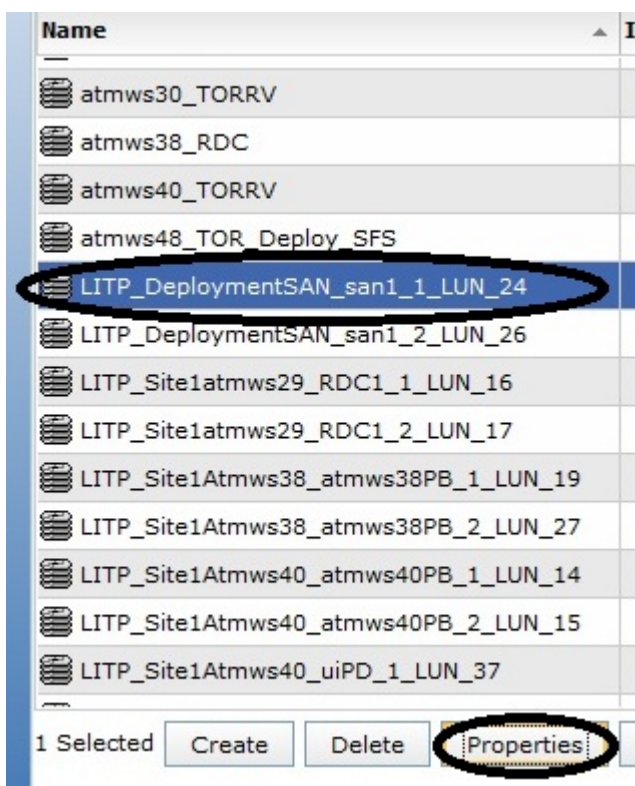 Name
atmws30_TORRV
atmws38_RDC
atmws40_TORRV
atmws48_TOR_Deploy_SFS
LITP_DeploymentSAN_san1_1_LUN_24
LITP_DeploymentSAN_san1_2_LUN_26
LITP_Site1atmws29_RDC1_1_LUN_16
LITP_Site1atmws29_RDC1_2_LUN_17
LITP_Site1Atmws38_atmws38PB_1_LUN_19
LITP_Site1Atmws38_atmws38PB_2_LUN_27
LITP_Site1Atmws40_atmws40PB_1_LUN_14
LITP_Site1Atmws40_atmws40PB_2_LUN_15
LITP_Site1Atmws40_uiPD_1_LUN_37
1 Selected Create Delete Properties